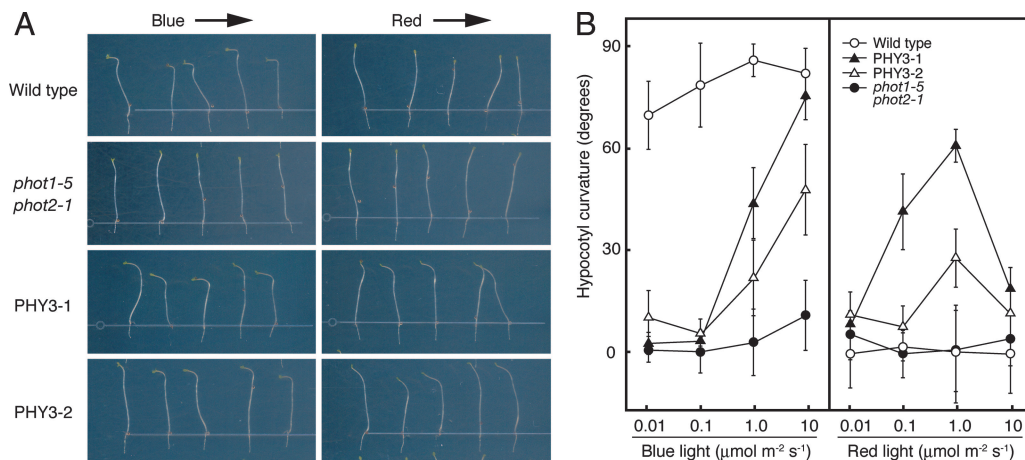 A
Blue
Red
Wild type
phot1-5
phot2-1
PHY3-1
PHY3-2
B
Hypocotyl curvature (degrees)
90
60
30
0
Wild type
PHY3-1
PHY3-2
phot1-5
phot2-1
0.01 0.1 1.0 10
0.01 0.1 1.0 10
Blue light (μmol m⁻² s⁻¹)
Red light (μmol m⁻² s⁻¹)